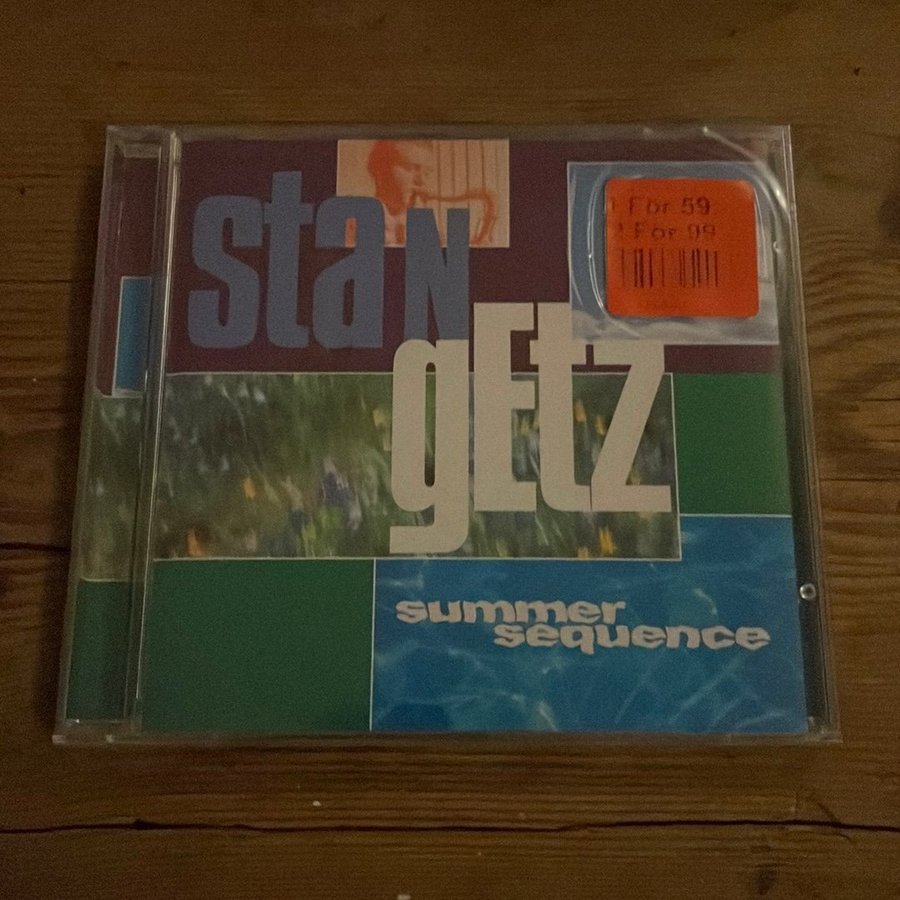 staN
gEtz
För 59
För 99
summer
sequence